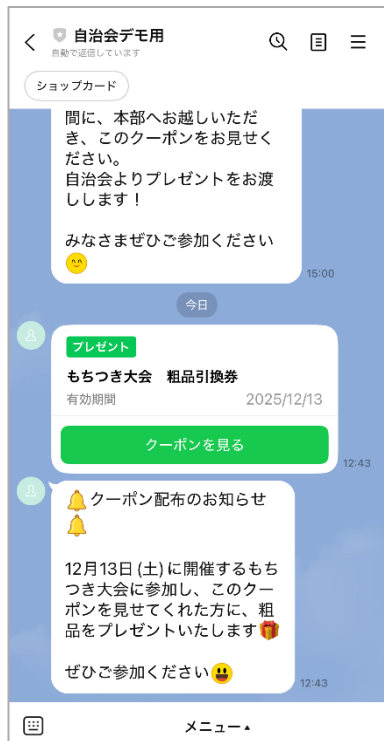 自治会デモ用
自動で返信しています
ショップカード
間に、本部へお越しいただ
き、このクーポンをお見せく
ださい。
自治会よりプレゼントをお渡
しします！
みなさまぜひご参加ください
😊
15:00
今日
プレゼント
もちつき大会　粗品引換券
有効期間 2025/12/13
クーポンを見る
12:43
🔔クーポン配布のお知らせ
🔔
12月13日(土)に開催するもち
つき大会に参加し、このクー
ポンを見せてくれた方に、粗
品をプレゼントいたします🎁
ぜひご参加ください😃
12:43
メニュー▲